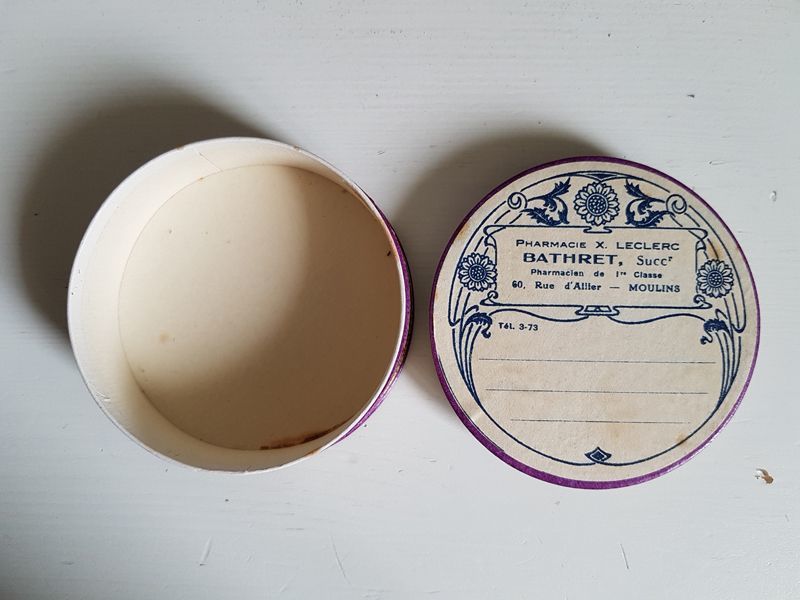 PHARMACIE X. LECLERC
BATHRET, Succr
Pharmacien de 1re Classe
60, Rue d'Allier — MOULINS
Tél. 3-73